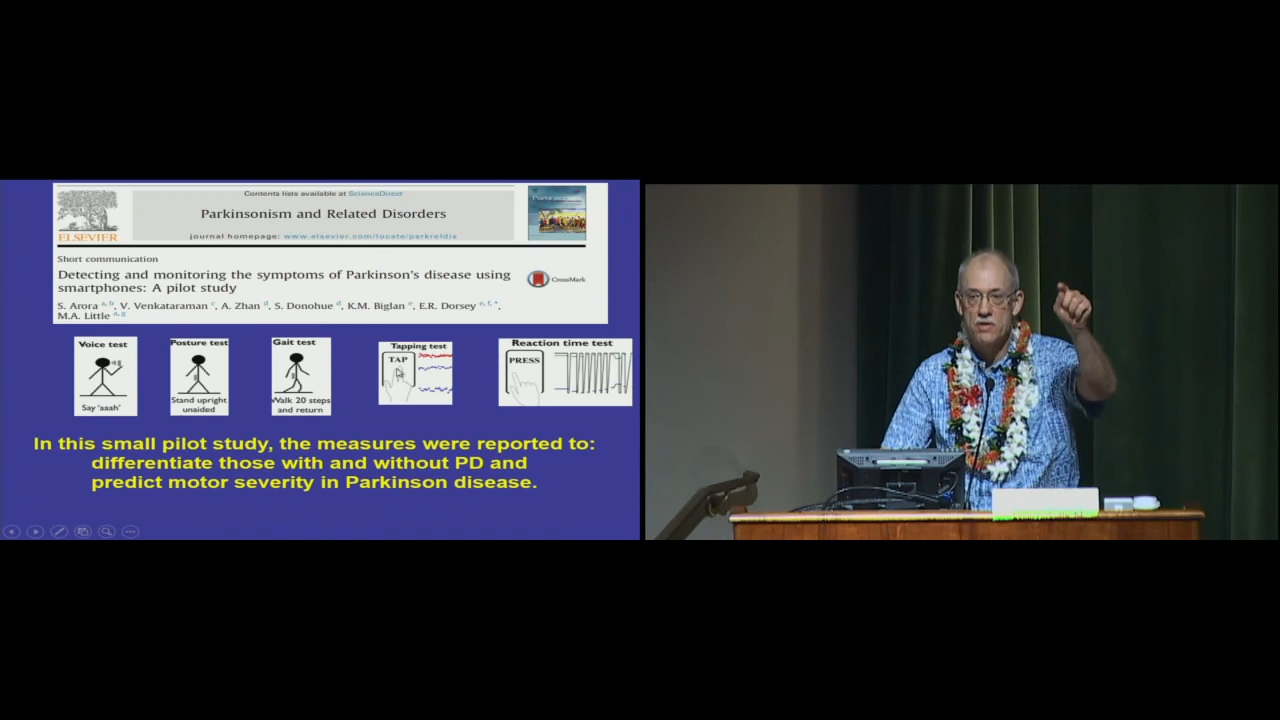 Contents lists available at ScienceDirect
Parkinsonism and Related Disorders
journal homepage: www.elsevier.com/locate/parkreldis
ELSEVIER
Short communication
Detecting and monitoring the symptoms of Parkinson's disease using
smartphones: A pilot study
CrossMark
S. Arora a, b, V. Venkataraman c, A. Zhan d, S. Donohue d, K.M. Biglan e, E.R. Dorsey e, f, *,
M.A. Little a, g
Voice test
Say 'aaah'
Posture test
Stand upright
unaided
Gait test
Walk 20 steps
and return
Tapping test
TAP
Reaction time test
PRESS
In this small pilot study, the measures were reported to:
differentiate those with and without PD and
predict motor severity in Parkinson disease.